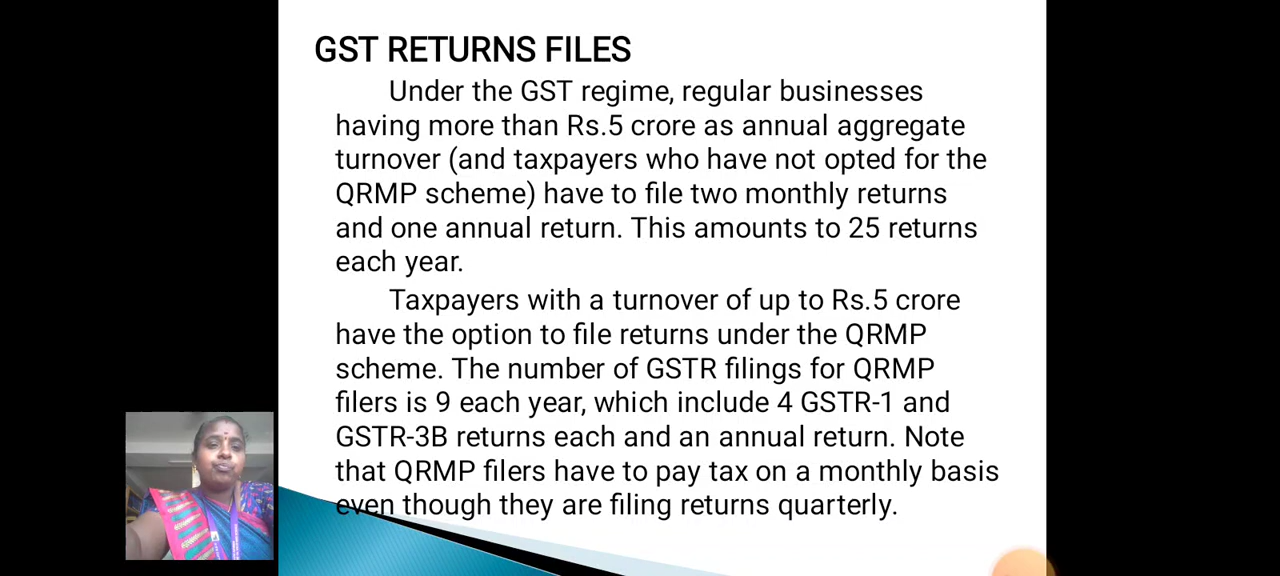 GST RETURNS FILES
Under the GST regime, regular businesses
having more than Rs.5 crore as annual aggregate
turnover (and taxpayers who have not opted for the
QRMP scheme) have to file two monthly returns
and one annual return. This amounts to 25 returns
each year.
Taxpayers with a turnover of up to Rs.5 crore
have the option to file returns under the QRMP
scheme. The number of GSTR filings for QRMP
filers is 9 each year, which include 4 GSTR-1 and
GSTR-3B returns each and an annual return. Note
that QRMP filers have to pay tax on a monthly basis
even though they are filing returns quarterly.